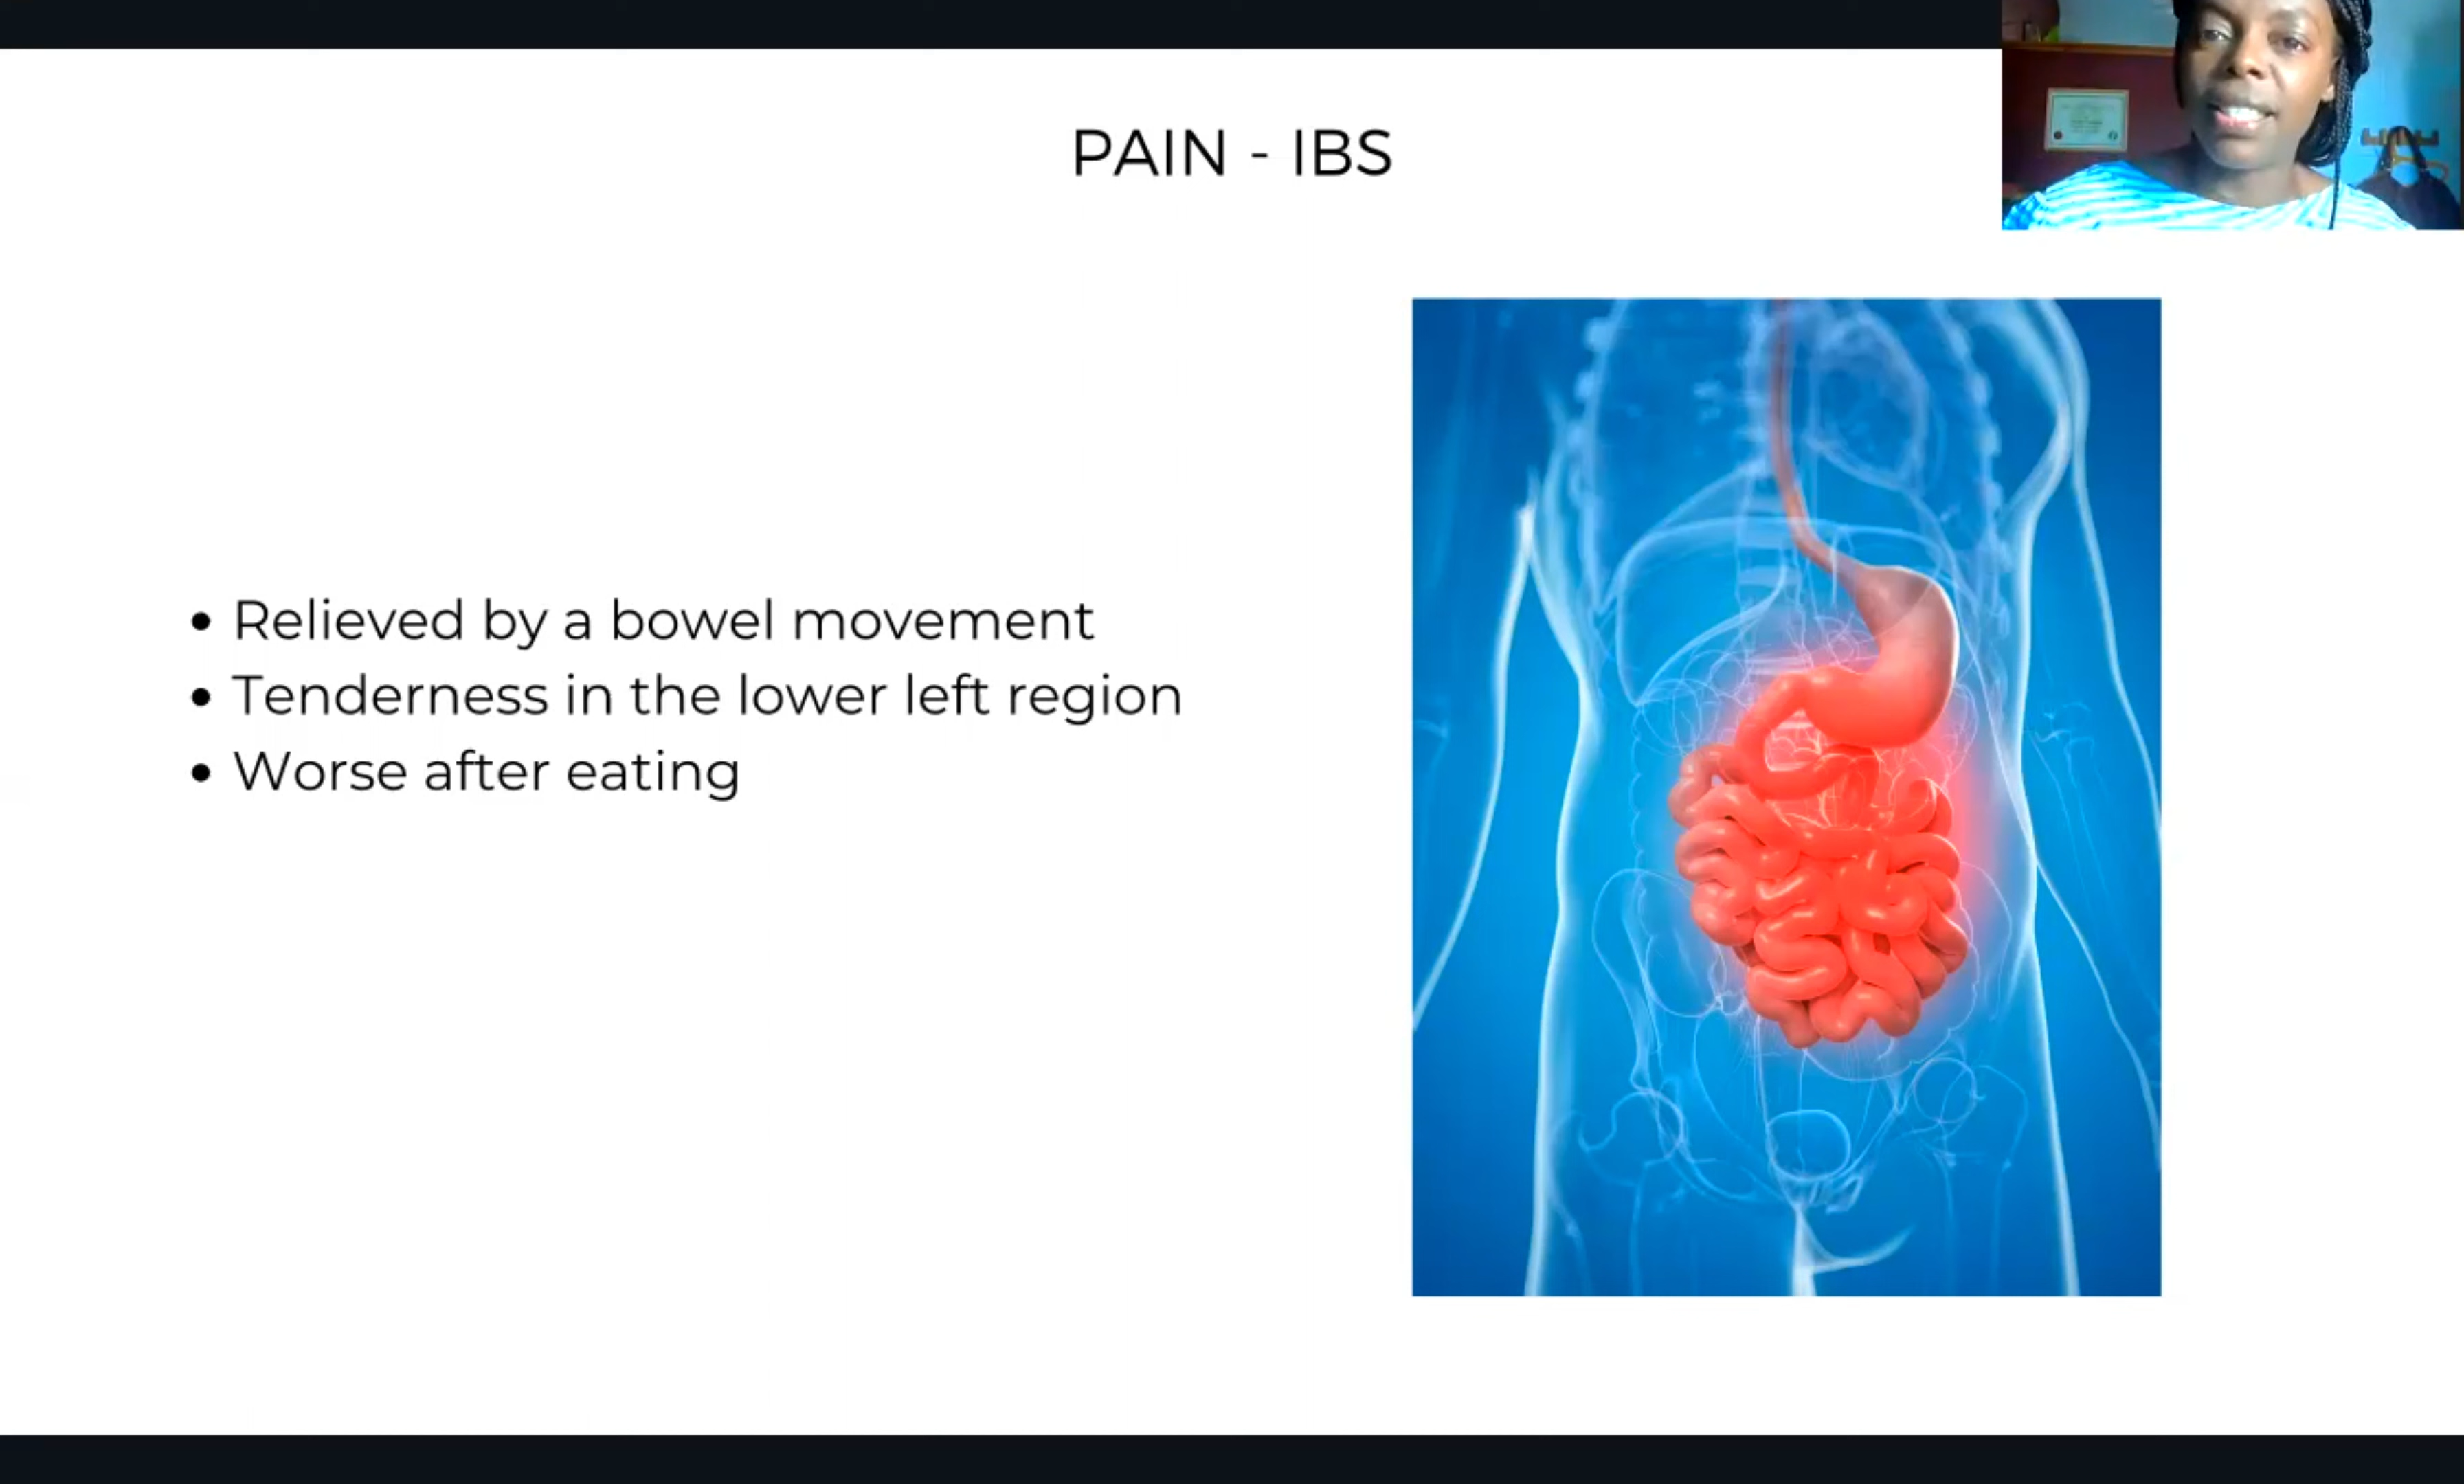 PAIN - IBS
• Relieved by a bowel movement
• Tenderness in the lower left region
• Worse after eating